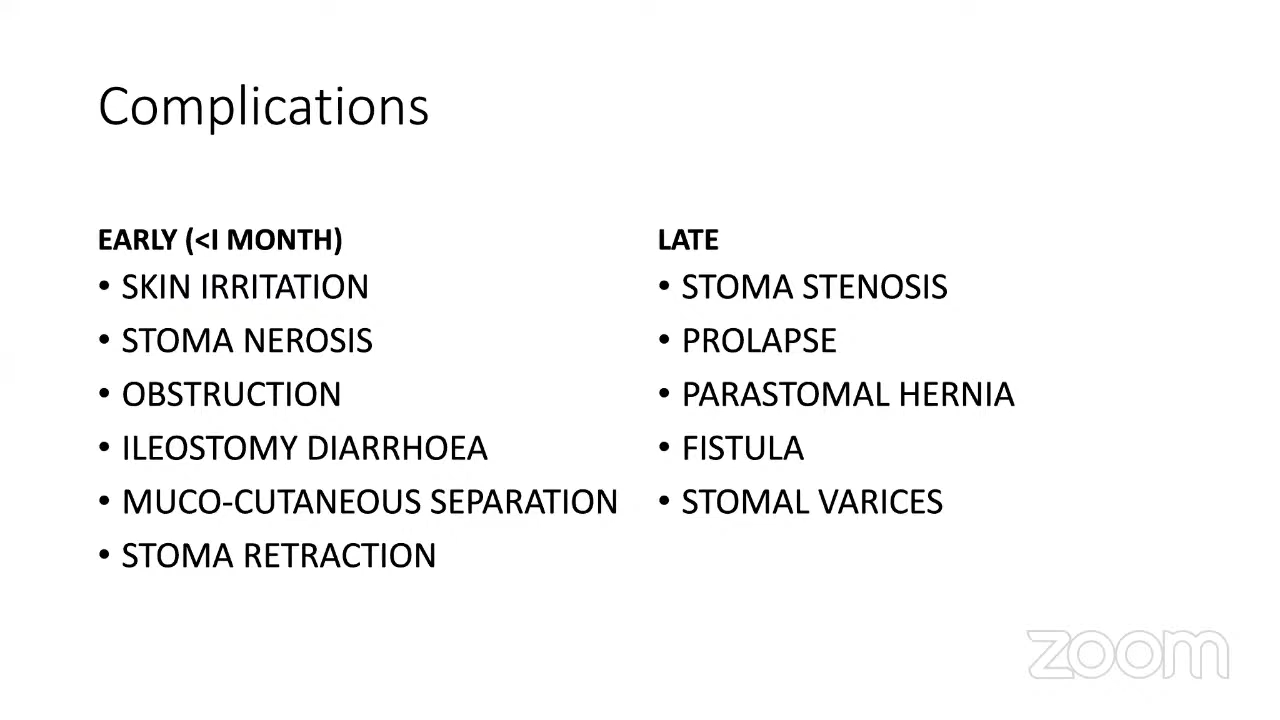 Complications
EARLY (<I MONTH)
• SKIN IRRITATION
• STOMA NEROSIS
• OBSTRUCTION
• ILEOSTOMY DIARRHOEA
• MUCO-CUTANEOUS SEPARATION
• STOMA RETRACTION
LATE
• STOMA STENOSIS
• PROLAPSE
• PARASTOMAL HERNIA
• FISTULA
• STOMAL VARICES
zoom